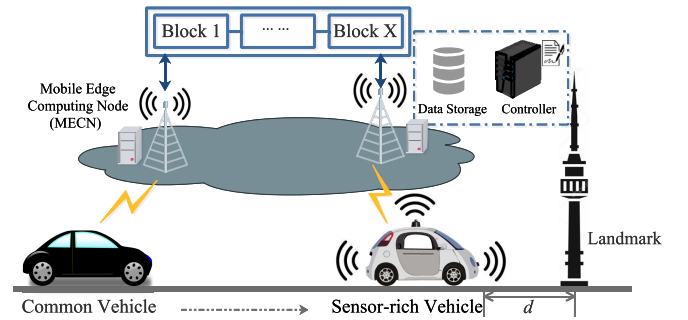 Block 1
... ...
Block X
Mobile Edge
Computing Node
(MECN)
Data Storage
Controller
Landmark
Common Vehicle
Sensor-rich Vehicle
d